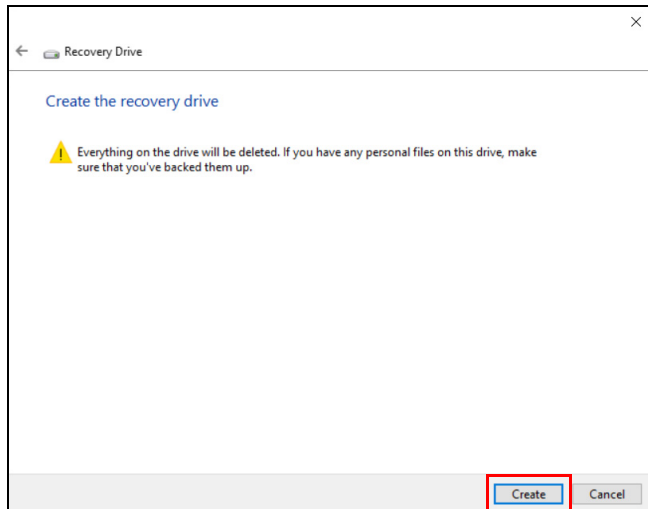 Recovery Drive
Create the recovery drive
Everything on the drive will be deleted. If you have any personal files on this drive, make
sure that you've backed them up.
Create Cancel